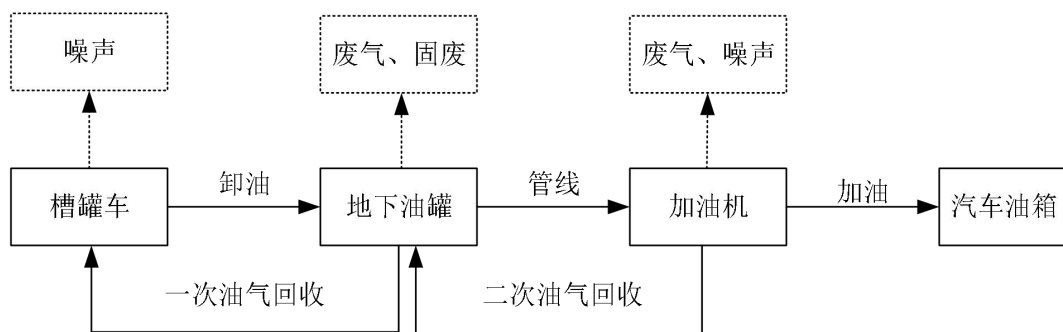 噪声
废气、固废
废气、噪声
槽罐车
卸油
地下油罐
管线
加油机
加油
汽车油箱
一次油气回收
二次油气回收